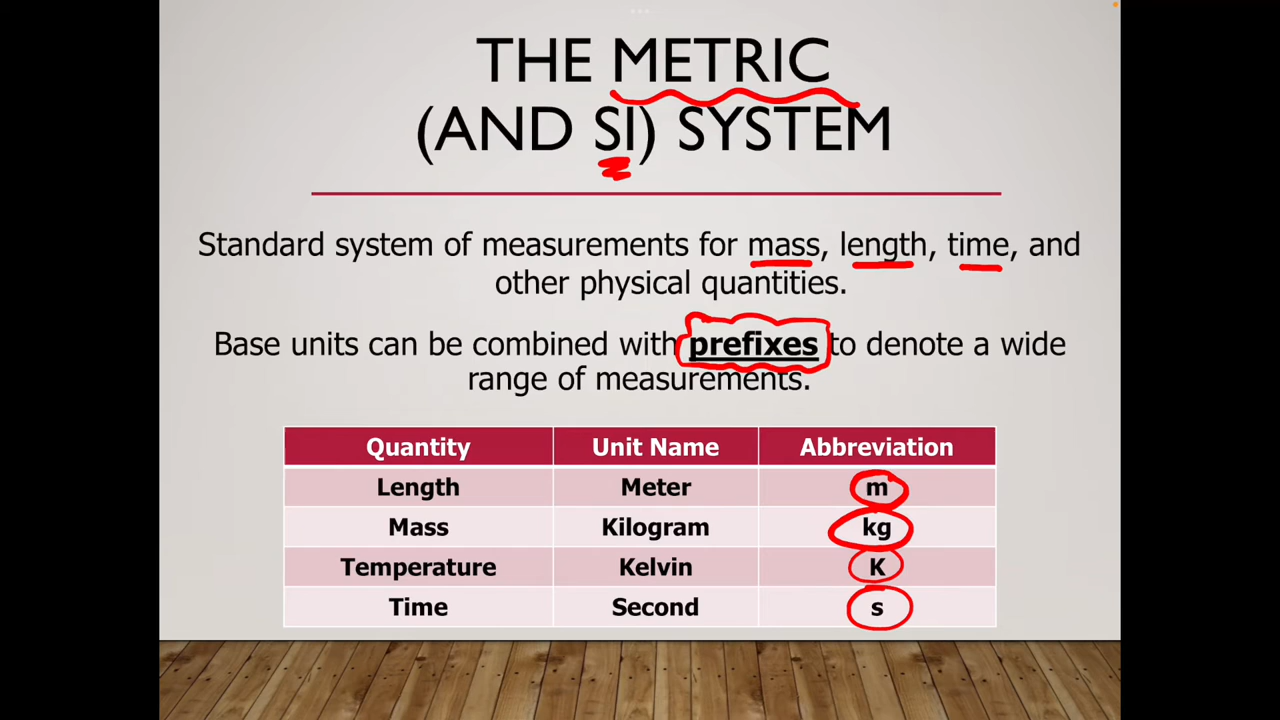 THE METRIC
(AND SI) SYSTEM
Standard system of measurements for mass, length, time, and
other physical quantities.
Base units can be combined with prefixes to denote a wide
range of measurements.
Quantity Unit Name Abbreviation
Length Meter m
Mass Kilogram kg
Temperature Kelvin K
Time Second s